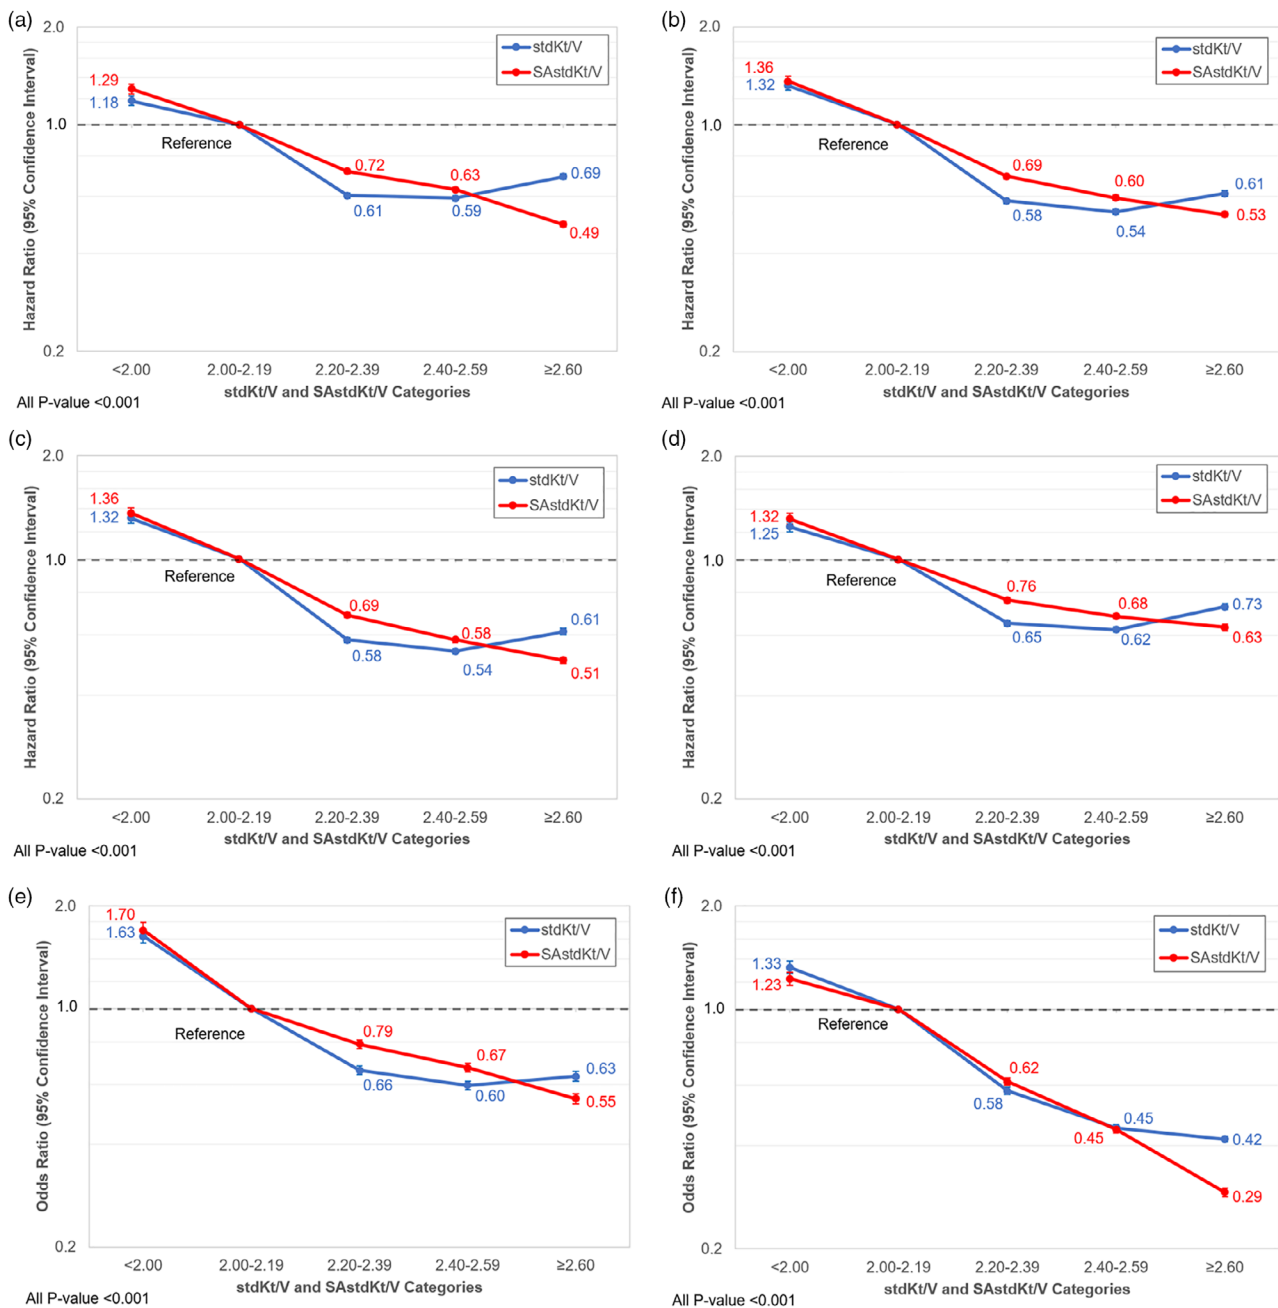 (a)
2.0
1.0
0.2
Hazard Ratio (95% Confidence Interval)
stdKt/V
SAstdKt/V
1.29
1.18
Reference
0.72
0.61
0.63
0.59
0.69
0.49
<2.00
2.00-2.19
2.20-2.39
2.40-2.59
≥2.60
stdKt/V and SAstdKt/V Categories
All P-value <0.001
(b)
2.0
1.0
0.2
Hazard Ratio (95% Confidence Interval)
stdKt/V
SAstdKt/V
1.36
1.32
Reference
0.69
0.58
0.60
0.54
0.61
0.53
<2.00
2.00-2.19
2.20-2.39
2.40-2.59
≥2.60
stdKt/V and SAstdKt/V Categories
All P-value <0.001
(c)
2.0
1.0
0.2
Hazard Ratio (95% Confidence Interval)
stdKt/V
SAstdKt/V
1.36
1.32
Reference
0.69
0.58
0.58
0.54
0.61
0.51
<2.00
2.00-2.19
2.20-2.39
2.40-2.59
≥2.60
stdKt/V and SAstdKt/V Categories
All P-value <0.001
(d)
2.0
1.0
0.2
Hazard Ratio (95% Confidence Interval)
stdKt/V
SAstdKt/V
1.32
1.25
Reference
0.76
0.65
0.68
0.62
0.73
0.63
<2.00
2.00-2.19
2.20-2.39
2.40-2.59
≥2.60
stdKt/V and SAstdKt/V Categories
All P-value <0.001
(e)
2.0
1.0
0.2
Odds Ratio (95% Confidence Interval)
stdKt/V
SAstdKt/V
1.70
1.63
Reference
0.79
0.66
0.67
0.60
0.63
0.55
<2.00
2.00-2.19
2.20-2.39
2.40-2.59
≥2.60
stdKt/V and SAstdKt/V Categories
All P-value <0.001
(f)
2.0
1.0
0.2
Odds Ratio (95% Confidence Interval)
stdKt/V
SAstdKt/V
1.33
1.23
Reference
0.62
0.58
0.45
0.45
0.42
0.29
<2.00
2.00-2.19
2.20-2.39
2.40-2.59
≥2.60
stdKt/V and SAstdKt/V Categories
All P-value <0.001